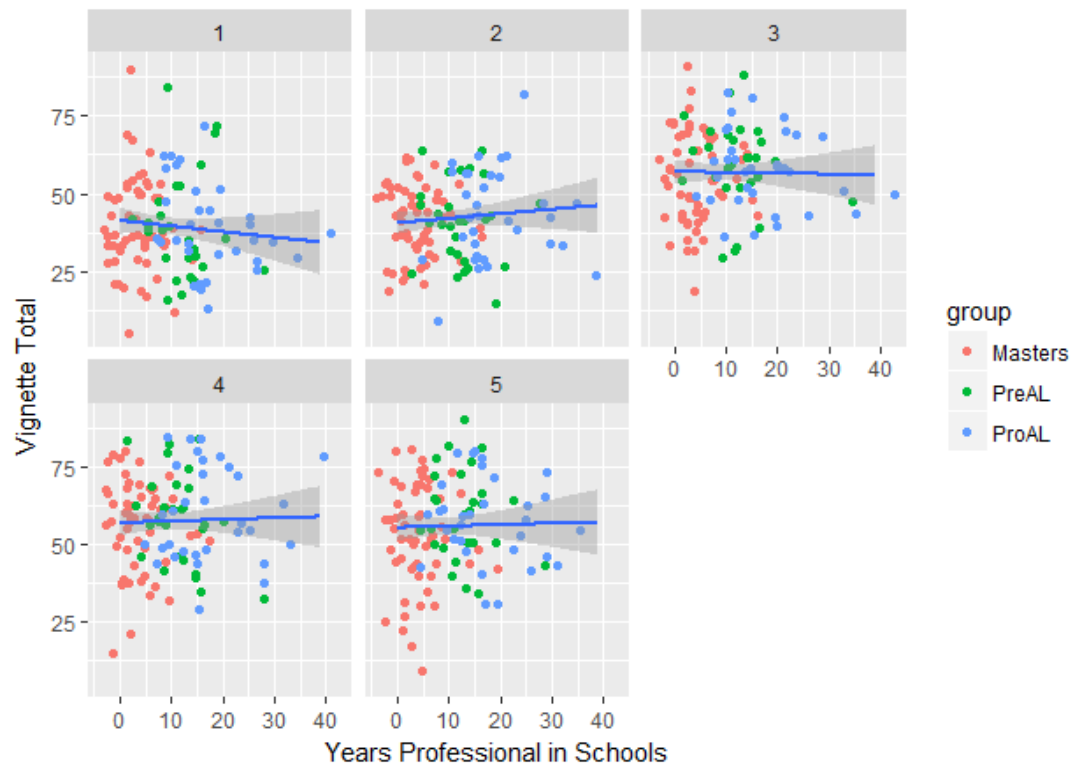 1 2 3
75
50
25
0 10 20 30 40
4 5
75
50
25
0 10 20 30 40 0 10 20 30 40
Vignette Total
Years Professional in Schools
group
Masters
PreAL
ProAL